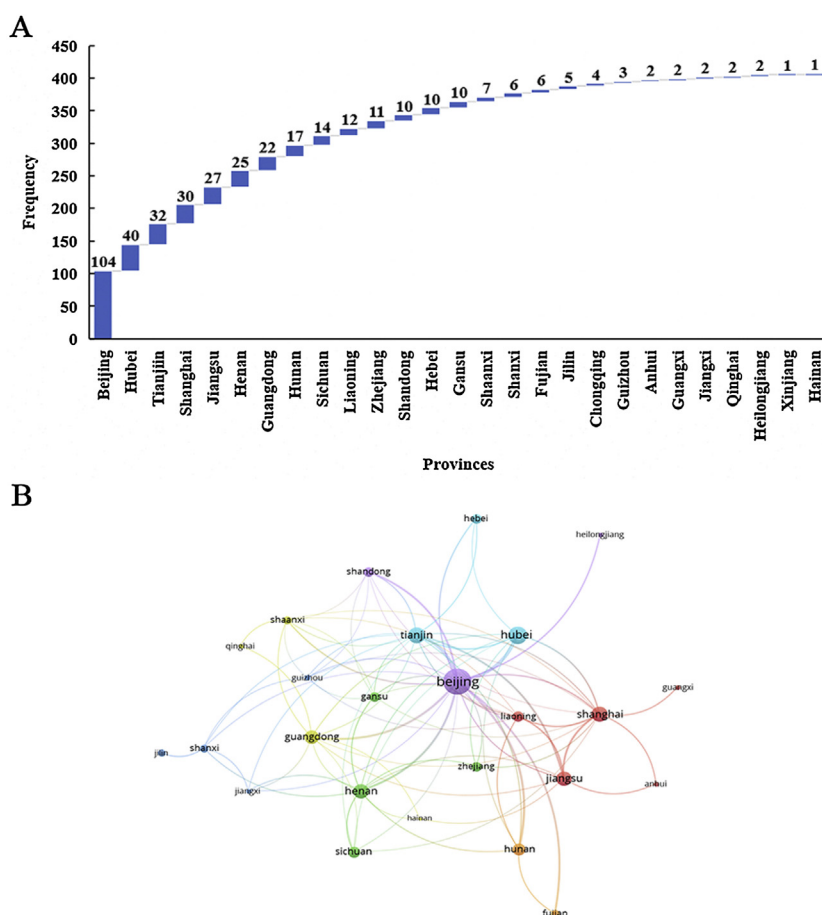 A
450
400
350
300
250
200
150
100
50
0
Frequency
104
40
32
30
27
25
22
17
14
12
11
10
10
10
7
6
6
5
4
3
2
2
2
2
2
1
1
Beijing
Hubei
Tianjin
Shanghai
Jiangsu
Henan
Guangdong
Hunan
Sichuan
Liaoning
Zhejiang
Shandong
Hebei
Gansu
Shaanxi
Shanxi
Fujian
Jilin
Chongqing
Guizhou
Anhui
Guangxi
Jiangxi
Qinghai
Heilongjiang
Xinjiang
Hainan
Provinces
B
hebei
heilongjiang
shandong
shaanxi
tianjin
hubei
qinghai
guizhou
beijing
gansu
guangxi
liaoning
shanghai
guangdong
shanxi
jilin
zhejiang
jiangsu
anhui
jiangxi
henan
hainan
sichuan
hunan
fujian